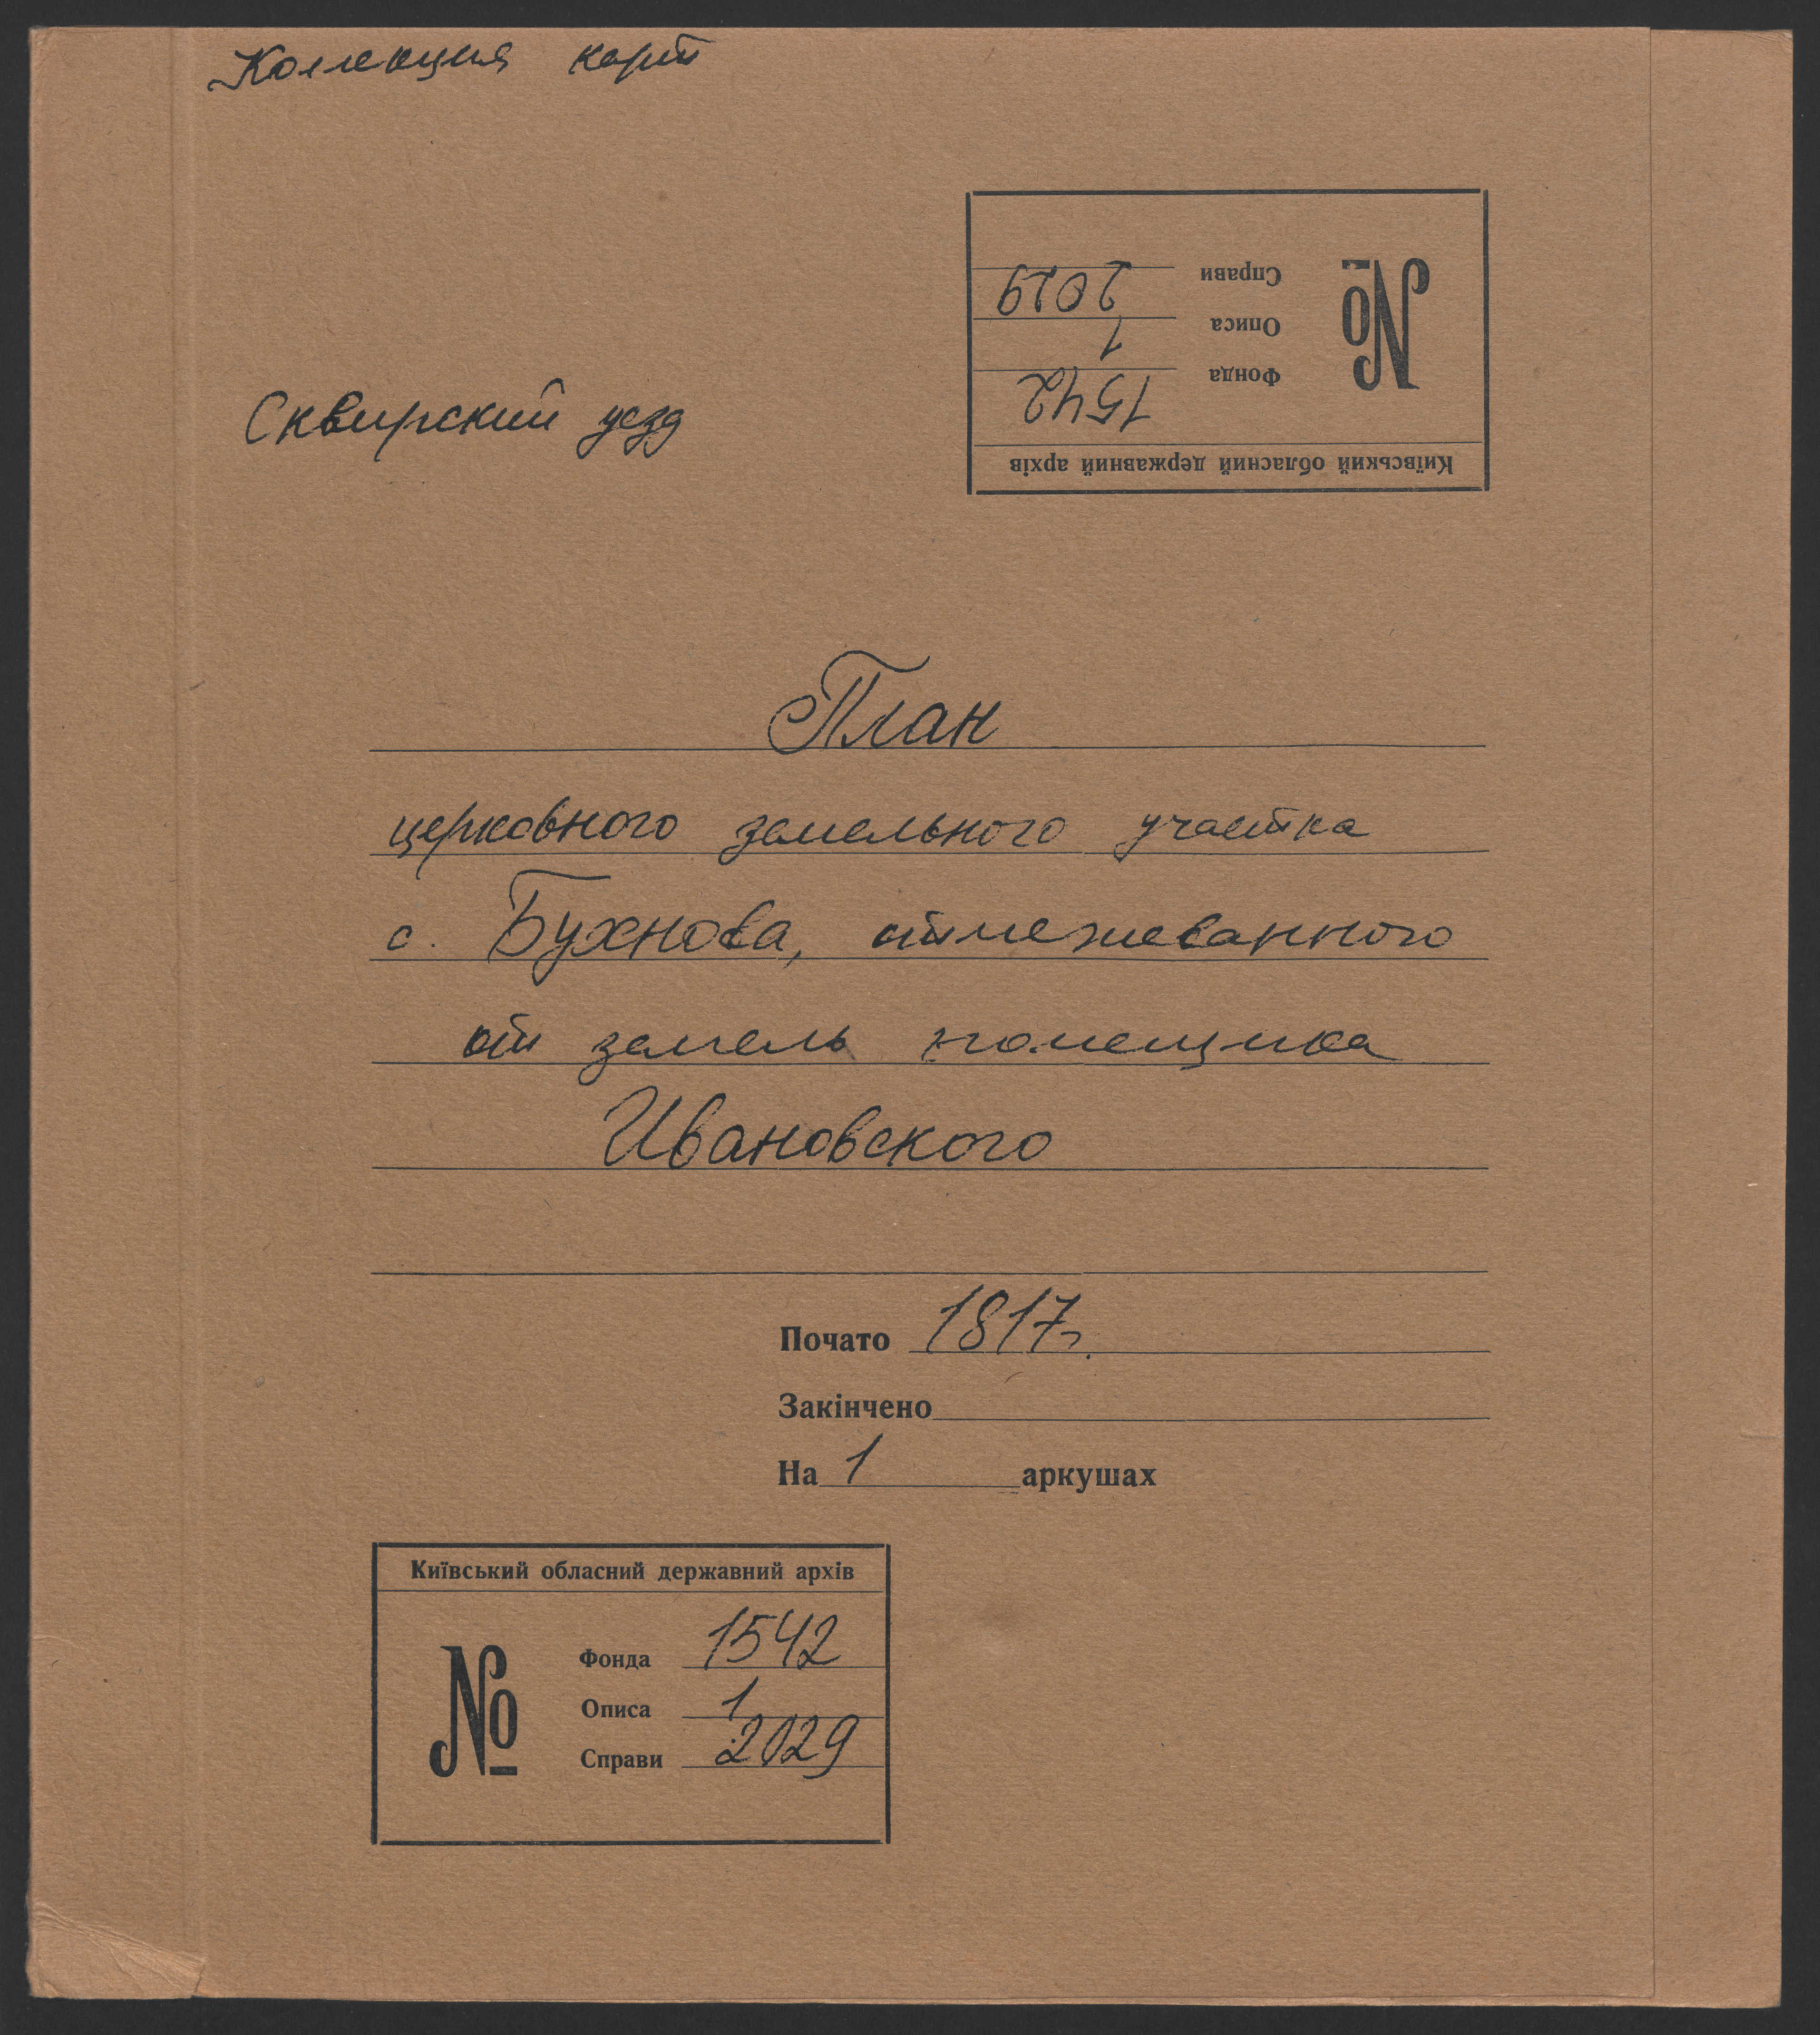 Коллекция карт
Справи 2029
№
Описа 1
Фонда 1542
Київський обласний державний архів
Сквирский уезд
План
церковного земельного участка
с. Бухнова, отмежеванного
от земель помещика
Ивановского
Почато 1817г.
Закінчено
На 1 аркушах
Київський обласний державний архів
№
Фонда 1542
Описа 1
Справи 2029